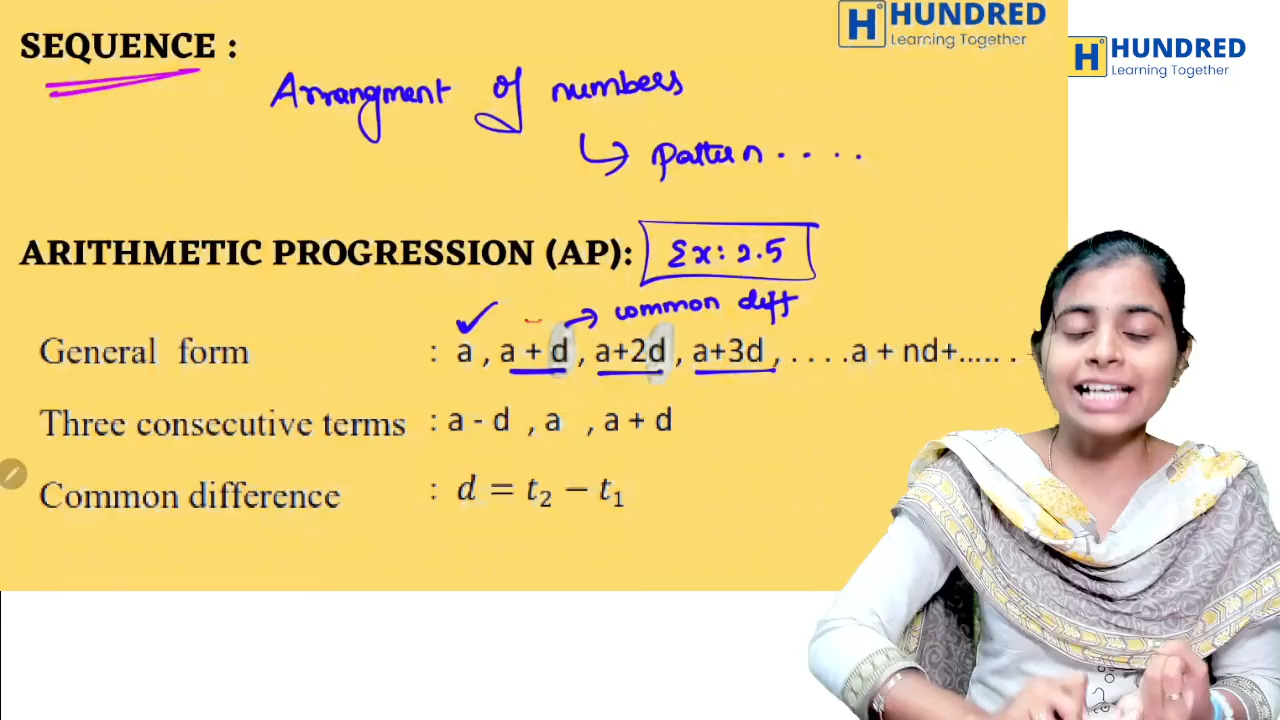 H° HUNDRED
Learning Together
H° HUNDRED
Learning Together
SEQUENCE :
Arrangment of numbers
↳ pattern . . . .
ARITHMETIC PROGRESSION (AP): Ex: 2.5
→ common diff
General form : a , a + d , a+2d , a+3d , . . . .a + nd+..... .
Three consecutive terms : a - d , a , a + d
Common difference : d = t₂ − t₁